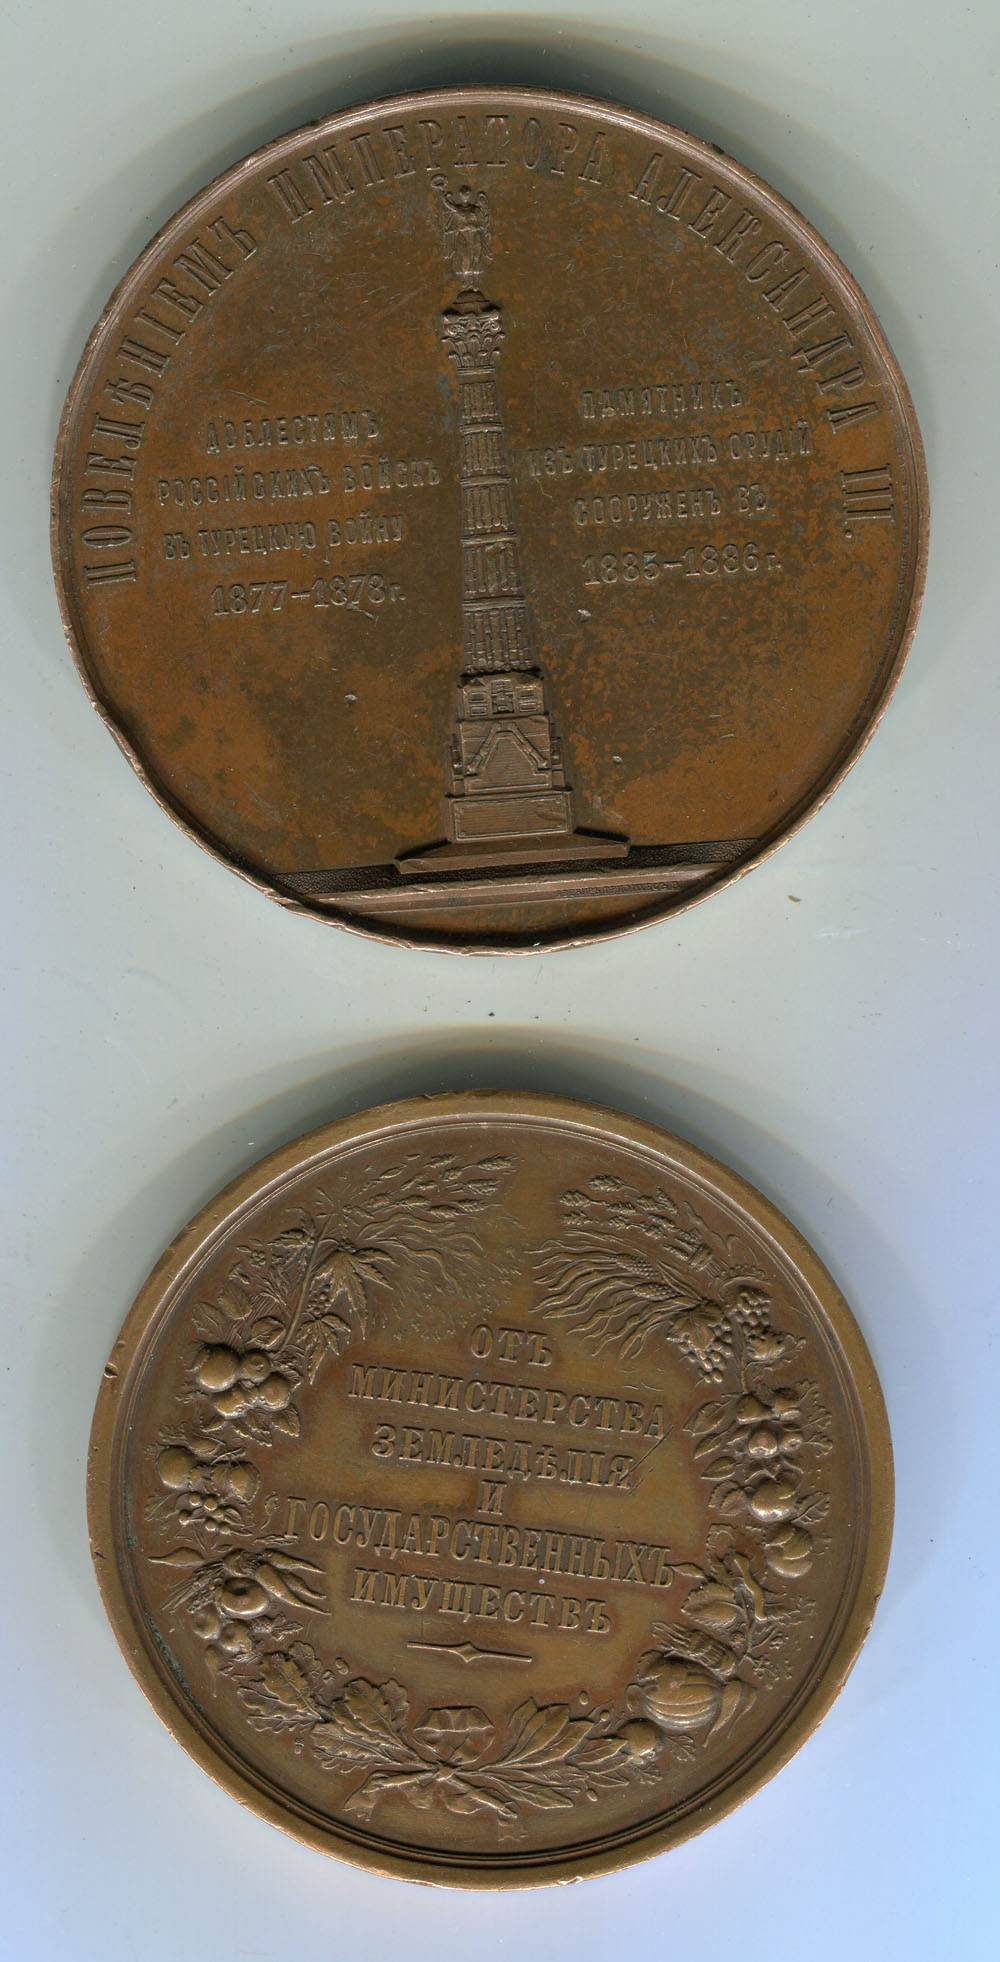 ПОВЕЛѢНІЕМЪ ИМПЕРАТОРА АЛЕКСАНДРА III.
ДОБЛЕСТЯМЪ
РОССІЙСКИХЪ ВОЙСКЪ
ВЪ ТУРЕЦКУЮ ВОЙНУ
1877–1878 г.
ПАМЯТНИКЪ
ИЗЪ ТУРЕЦКИХЪ ОРУДІЙ
СООРУЖЕНЪ ВЪ
1885–1886 г.
ОТЪ
МИНИСТЕРСТВА
ЗЕМЛЕДѢЛІЯ
И
ГОСУДАРСТВЕННЫХЪ
ИМУЩЕСТВЪ